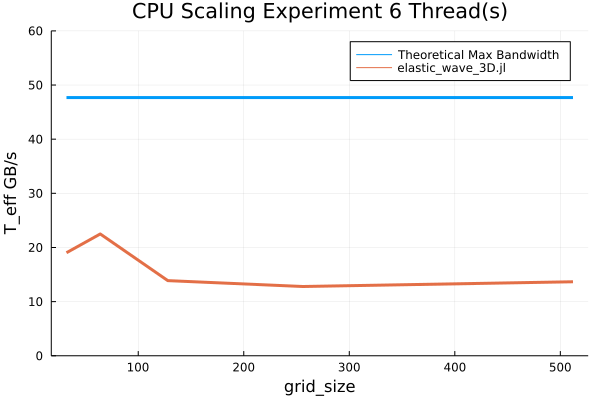 CPU Scaling Experiment 6 Thread(s)
60
50
40
30
20
10
0
T_eff GB/s
Theoretical Max Bandwidth
elastic_wave_3D.jl
100 200 300 400 500
grid_size